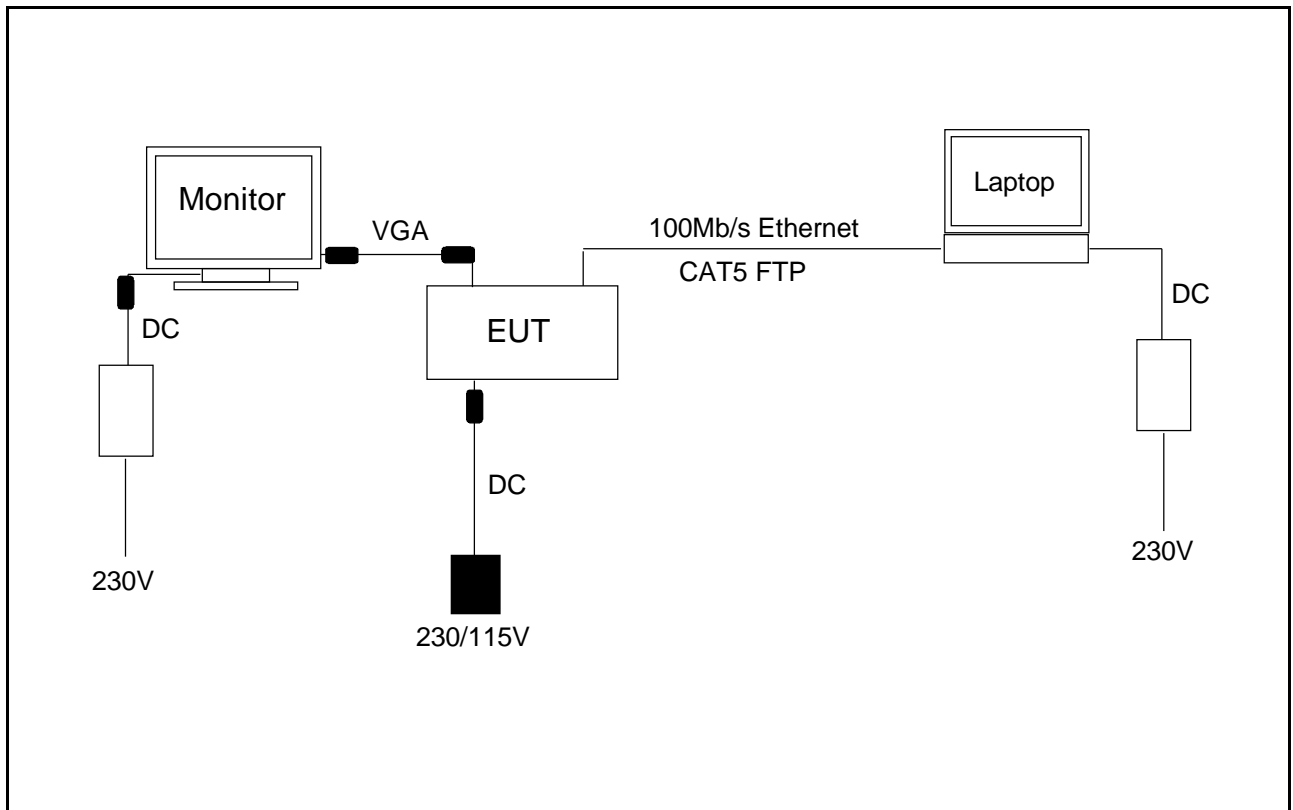 Monitor
VGA
100Mb/s Ethernet
CAT5 FTP
Laptop
DC
EUT
DC
DC
230V
230/115V
230V